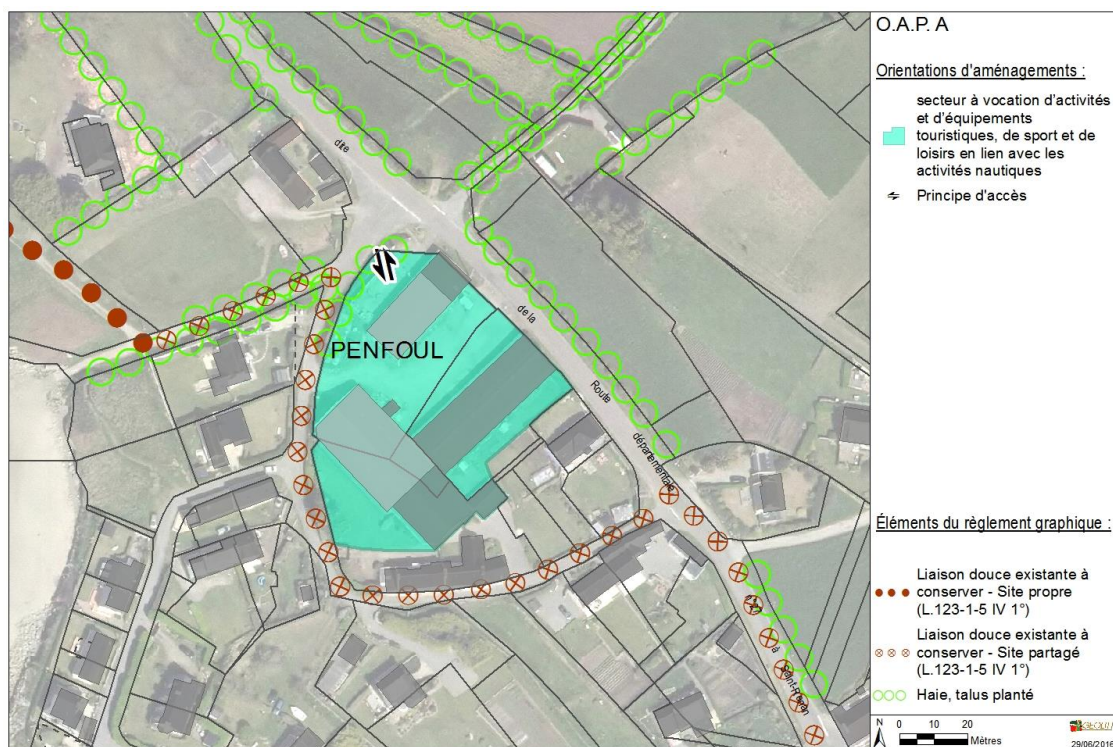 O.A.P. A
Orientations d'aménagements :
secteur à vocation d'activités
et d'équipements
touristiques, de sport et de
loisirs en lien avec les
activités nautiques
Principe d'accès
dite
de la
Route
départementale
à
PENFOUL
Éléments du règlement graphique :
Liaison douce existante à
conserver - Site propre
(L.123-1-5 IV 1°)
Liaison douce existante à
conserver - Site partagé
(L.123-1-5 IV 1°)
Haie, talus planté
N
0 10 20
Mètres
29/06/2016